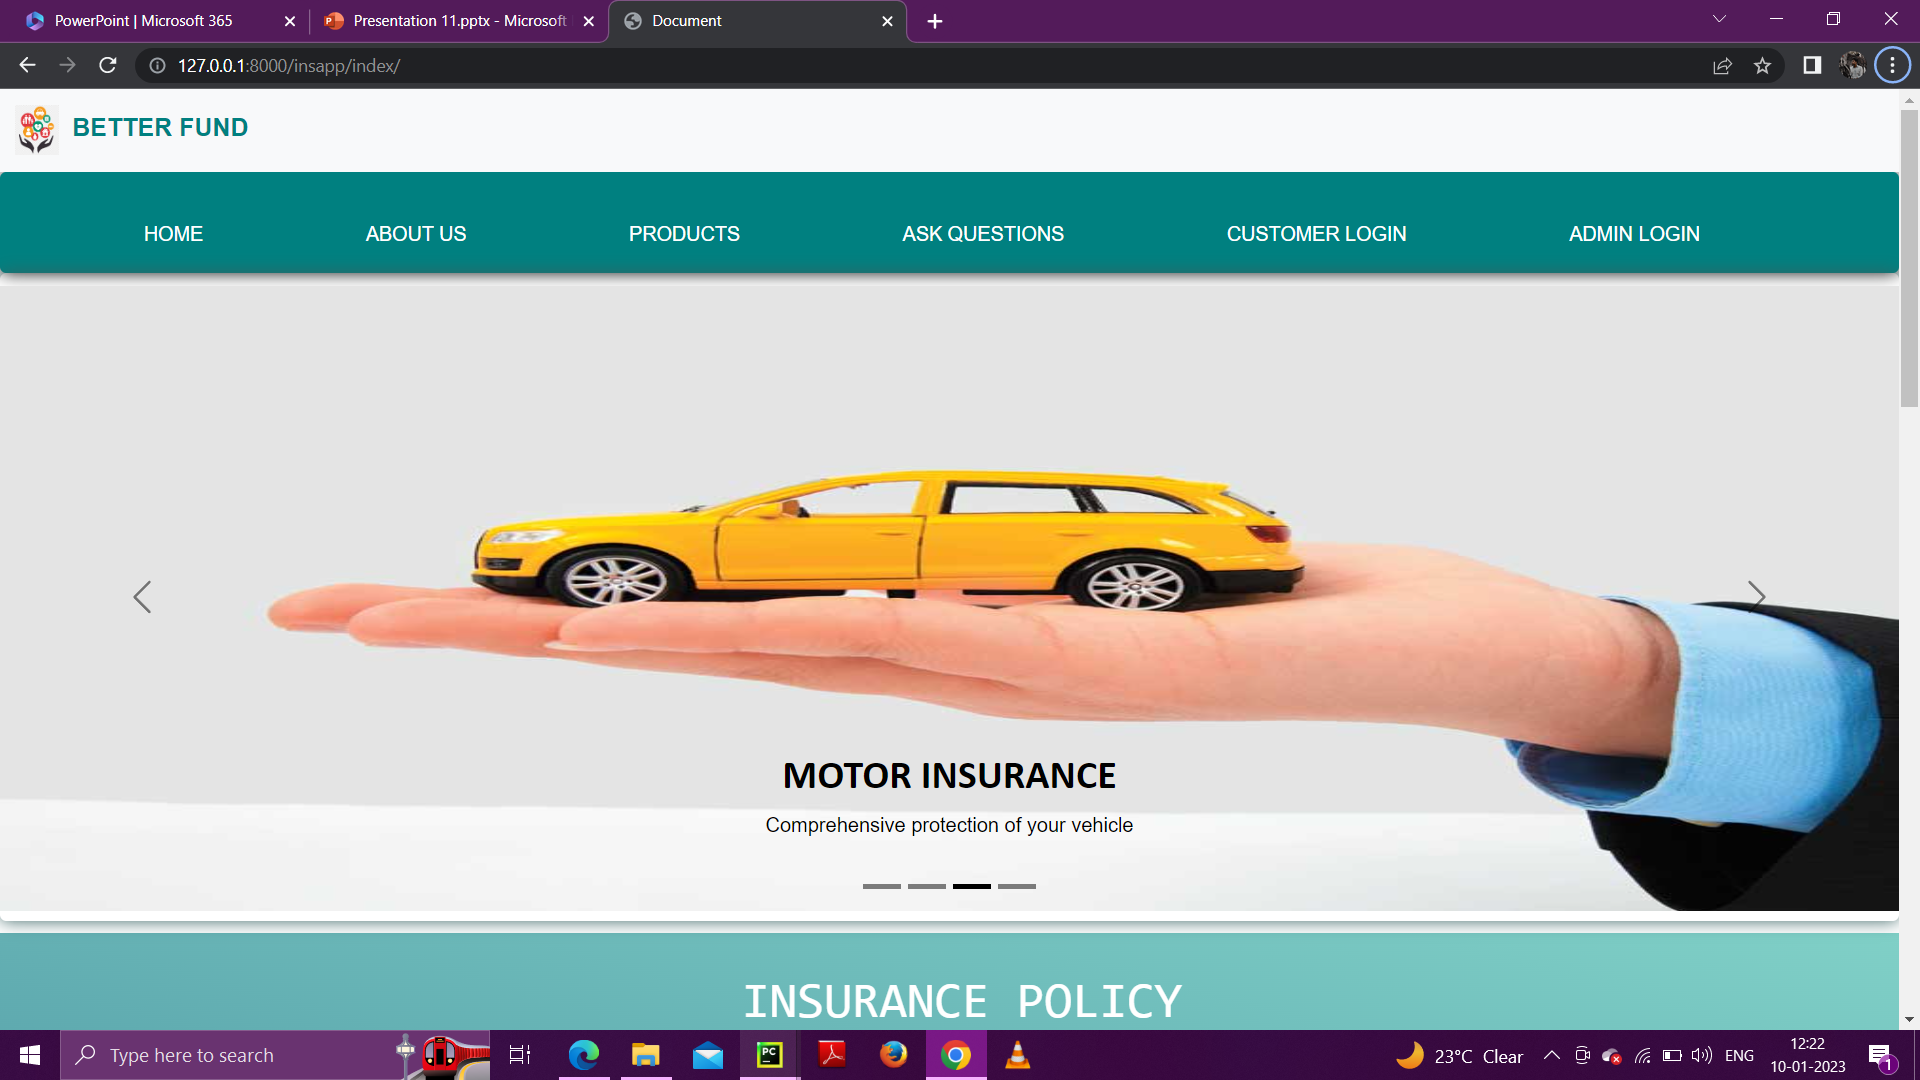 PowerPoint | Microsoft 365
Presentation 11.pptx - Microsoft
Document
127.0.0.1:8000/insapp/index/
BETTER FUND
HOME
ABOUT US
PRODUCTS
ASK QUESTIONS
CUSTOMER LOGIN
ADMIN LOGIN
MOTOR INSURANCE
Comprehensive protection of your vehicle
INSURANCE POLICY
Type here to search
PC
23°C Clear
ENG
12:22
10-01-2023
1